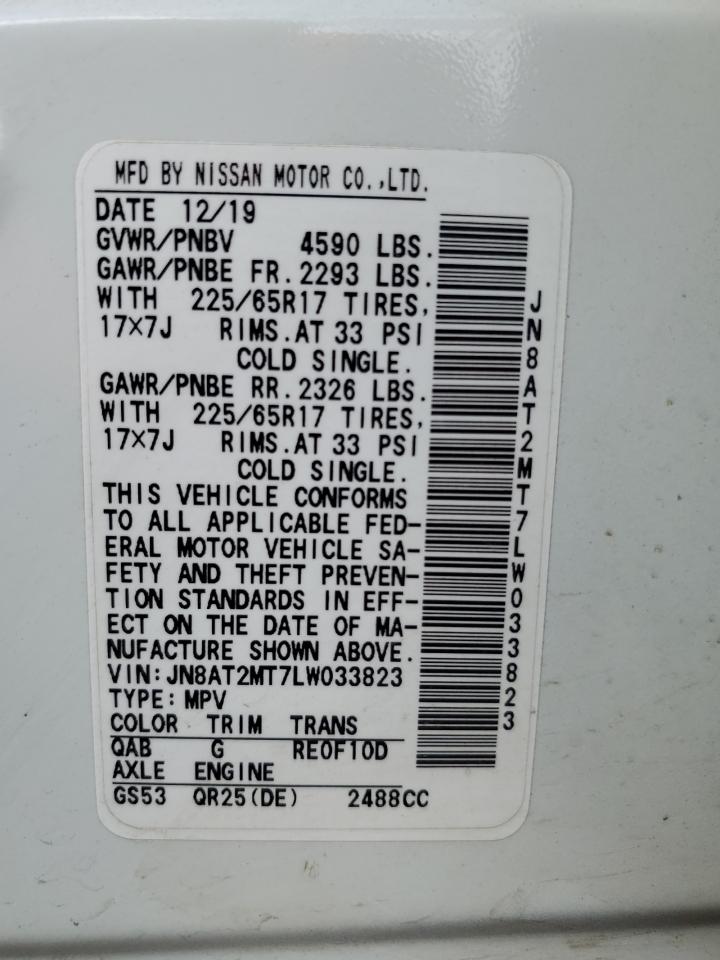 MFD BY NISSAN MOTOR CO.,LTD.
DATE 12/19
GVWR/PNBV 4590 LBS.
GAWR/PNBE FR.2293 LBS.
WITH 225/65R17 TIRES,
17×7J RIMS.AT 33 PSI
COLD SINGLE.
GAWR/PNBE RR.2326 LBS.
WITH 225/65R17 TIRES,
17×7J RIMS.AT 33 PSI
COLD SINGLE.
THIS VEHICLE CONFORMS
TO ALL APPLICABLE FED-
ERAL MOTOR VEHICLE SA-
FETY AND THEFT PREVEN-
TION STANDARDS IN EFF-
ECT ON THE DATE OF MA-
NUFACTURE SHOWN ABOVE.
VIN:JN8AT2MT7LW033823
TYPE:MPV
COLOR TRIM TRANS
QAB G RE0F10D
AXLE ENGINE
GS53 QR25(DE) 2488CC
JN8AT2MT7LW033823